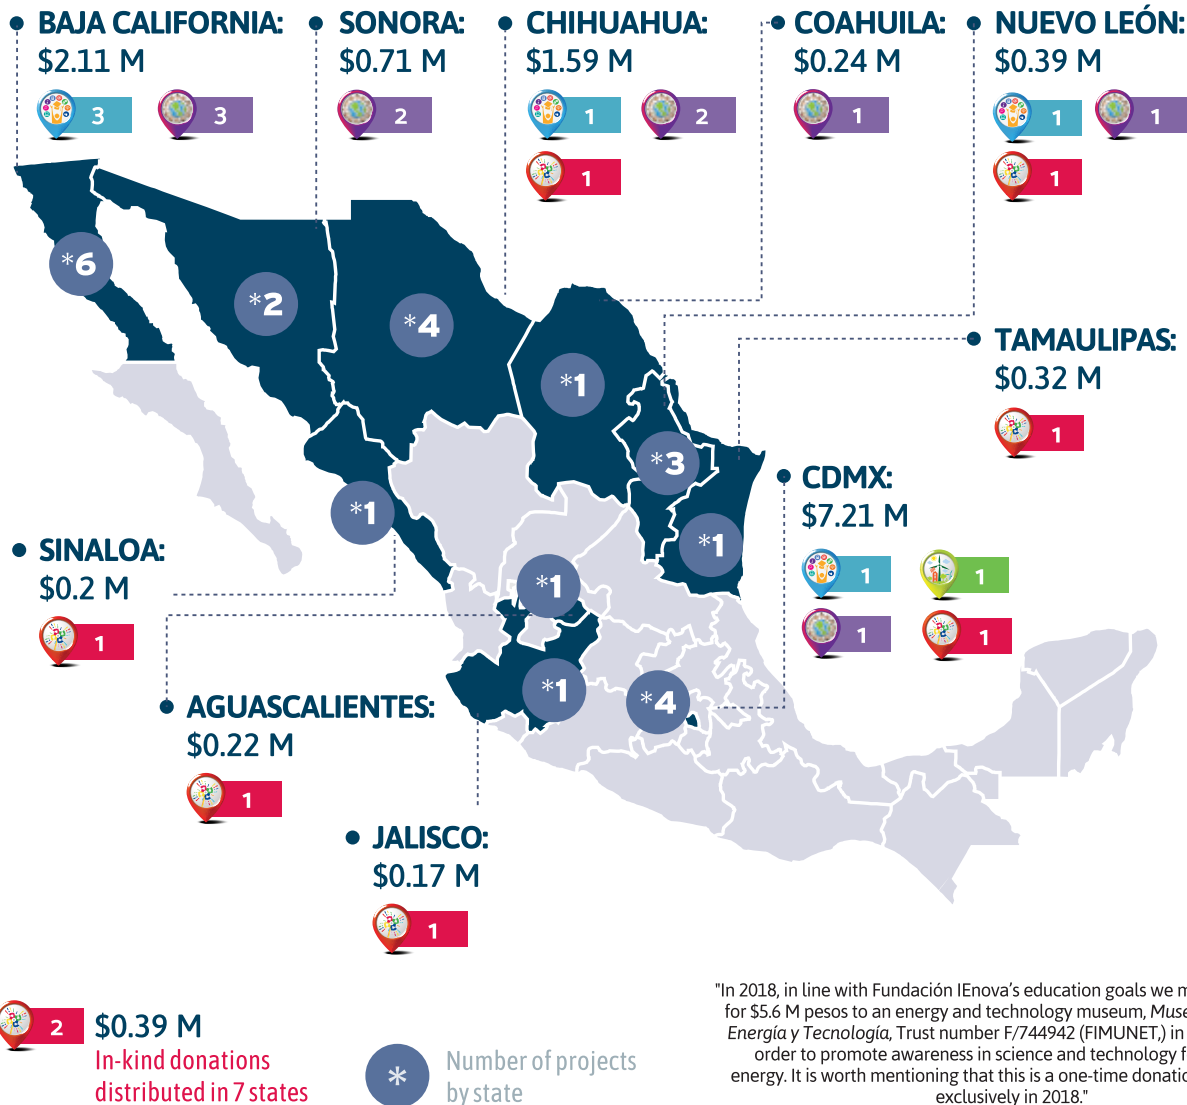 BAJA CALIFORNIA:
$2.11 M
3
3
SONORA:
$0.71 M
2
CHIHUAHUA:
$1.59 M
1
2
1
COAHUILA:
$0.24 M
1
NUEVO LEÓN:
$0.39 M
1
1
1
*6
*2
*4
*1
*3
*1
*1
*1
*1
*4
TAMAULIPAS:
$0.32 M
1
CDMX:
$7.21 M
1
1
1
1
SINALOA:
$0.2 M
1
AGUASCALIENTES:
$0.22 M
1
JALISCO:
$0.17 M
1
2
$0.39 M
In-kind donations
distributed in 7 states
*
Number of projects
by state
"In 2018, in line with Fundación IEnova’s education goals we
for $5.6 M pesos to an energy and technology museum,
Energía y Tecnología, Trust number F/744942 (FIMUNET,) in
order to promote awareness in science and technology
energy. It is worth mentioning that this is a one-time
exclusively in 2018."